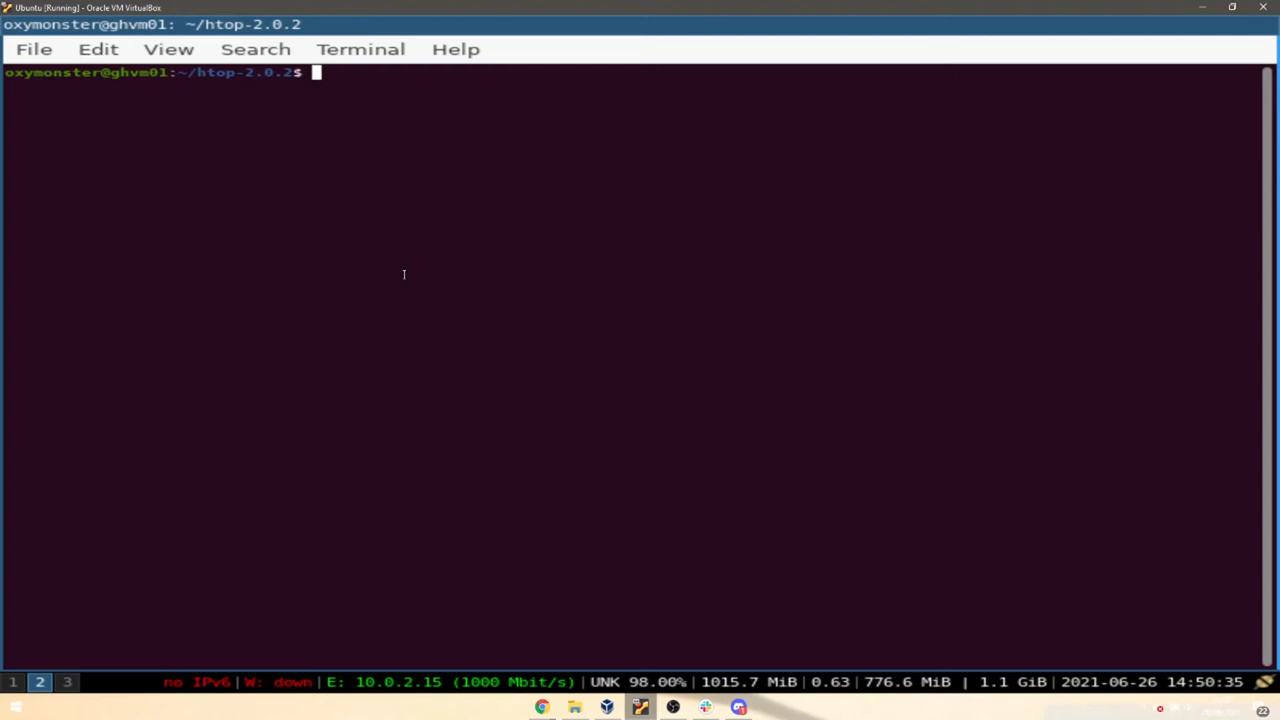 Ubuntu [Running] - Oracle VM VirtualBox
oxymonster@ghvm01: ~/htop-2.0.2
File Edit View Search Terminal Help
oxymonster@ghvm01:~/htop-2.0.2$
1 2 3 no IPv6|W: down|E: 10.0.2.15 (1000 Mbit/s)|UNK 98.00%|1015.7 MiB|0.63|776.6 MiB | 1.1 GiB|2021-06-26 14:50:35
22